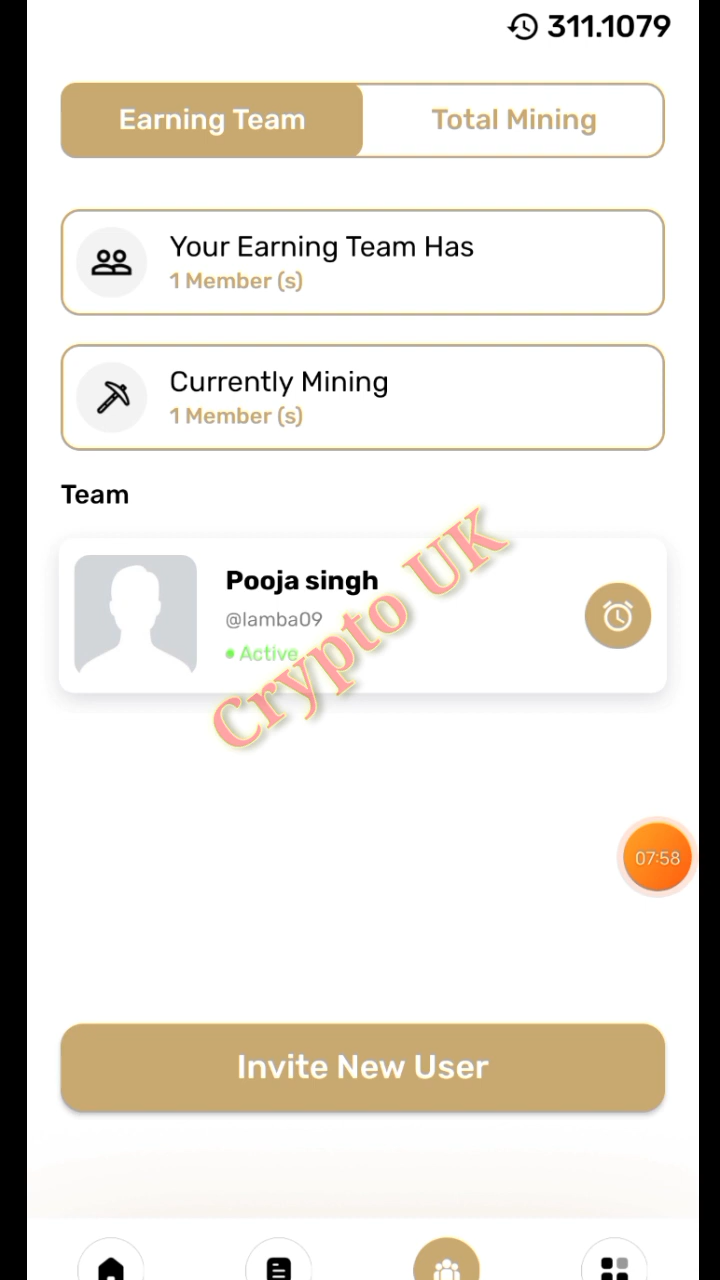 311.1079
Earning Team
Total Mining
Your Earning Team Has
1 Member (s)
Currently Mining
1 Member (s)
Team
Pooja singh
@lamba09
Active
Crypto UK
07:58
Invite New User